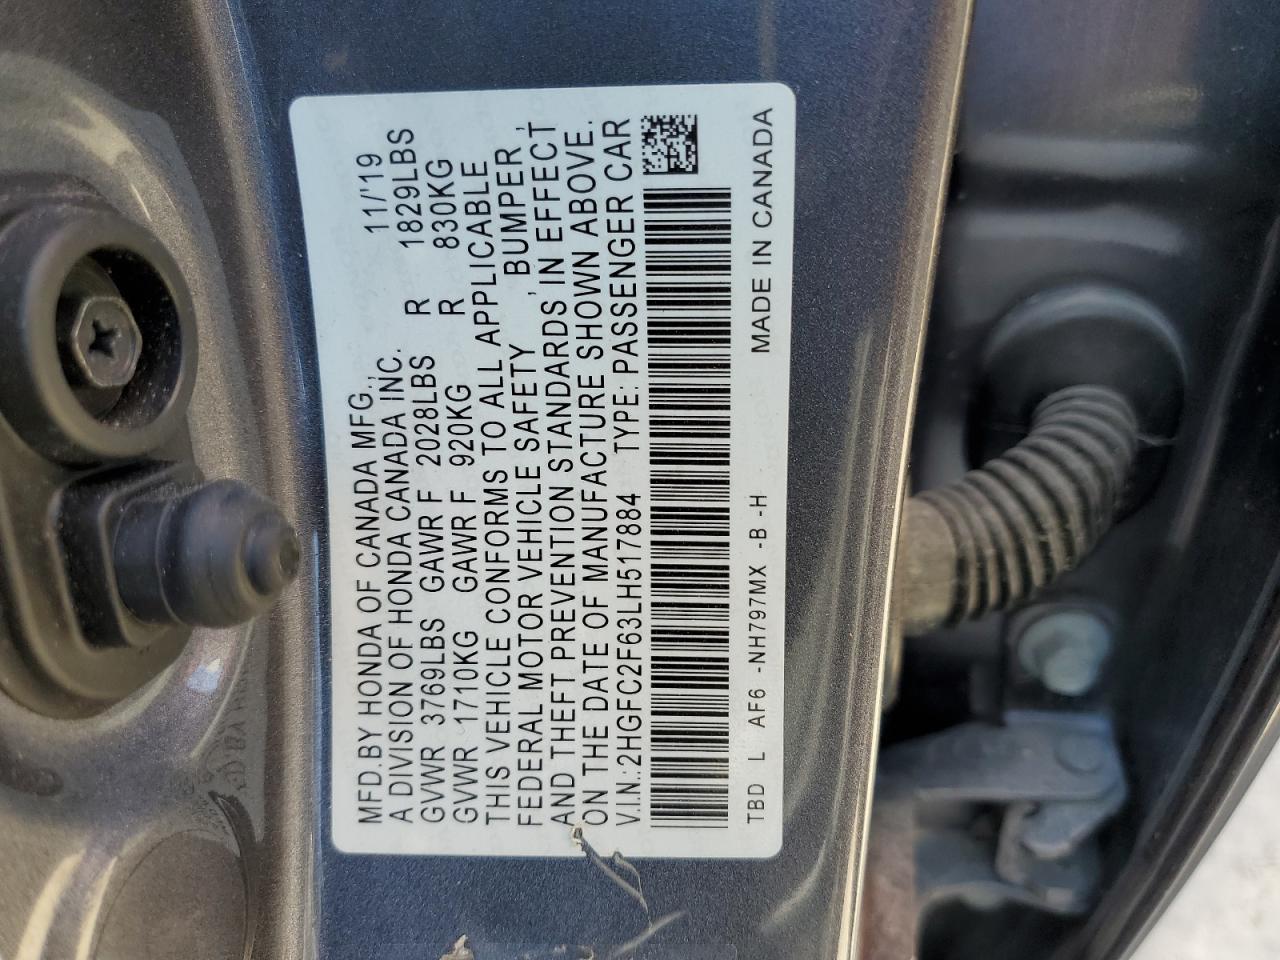 MFD.BY HONDA OF CANADA MFG.,
A DIVISION OF HONDA CANADA INC. 11/'19
GVWR 3769LBS GAWR F 2028LBS R 1829LBS
GVWR 1710KG GAWR F 920KG R 830KG
THIS VEHICLE CONFORMS TO ALL APPLICABLE
FEDERAL MOTOR VEHICLE SAFETY , BUMPER ,
AND THEFT PREVENTION STANDARDS IN EFFECT
ON THE DATE OF MANUFACTURE SHOWN ABOVE.
V.I.N.:2HGFC2F63LH517884 TYPE:PASSENGER CAR
TBD L AF6 -NH797MX -B -H MADE IN CANADA